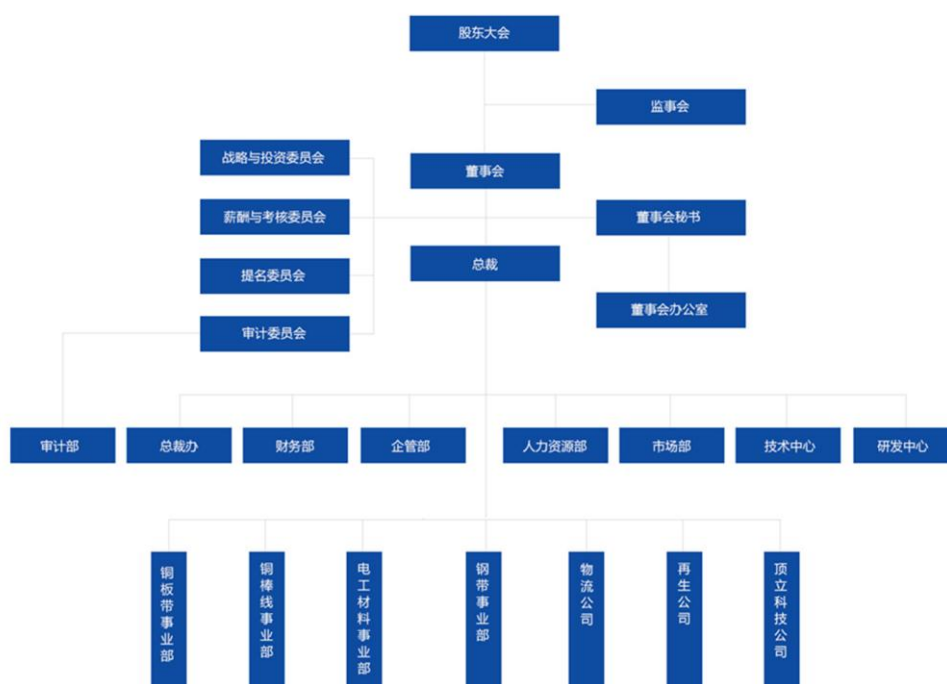 股东大会
监事会
战略与投资委员会
董事会
薪酬与考核委员会
董事会秘书
总裁
提名委员会
董事会办公室
审计委员会
审计部
总裁办
财务部
企管部
人力资源部
市场部
技术中心
研发中心
铜板带事业部
铜棒线事业部
电工材料事业部
钢带事业部
物流公司
再生公司
顶立科技公司